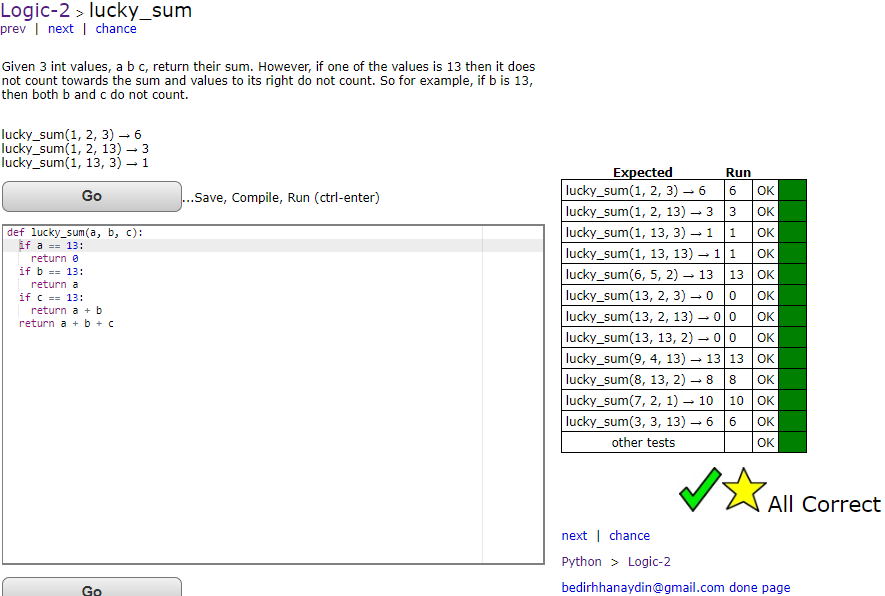 Logic-2 > lucky_sum
prev | next | chance
Given 3 int values, a b c, return their sum. However, if one of the values is 13 then it does
not count towards the sum and values to its right do not count. So for example, if b is 13,
then both b and c do not count.
lucky_sum(1, 2, 3) → 6
lucky_sum(1, 2, 13) → 3
lucky_sum(1, 13, 3) → 1
Go ...Save, Compile, Run (ctrl-enter)
def lucky_sum(a, b, c):
  if a == 13:
    return 0
  if b == 13:
    return a
  if c == 13:
    return a + b
  return a + b + c
Go
Expected Run
lucky_sum(1, 2, 3) → 6 6 OK
lucky_sum(1, 2, 13) → 3 3 OK
lucky_sum(1, 13, 3) → 1 1 OK
lucky_sum(1, 13, 13) → 1 1 OK
lucky_sum(6, 5, 2) → 13 13 OK
lucky_sum(13, 2, 3) → 0 0 OK
lucky_sum(13, 2, 13) → 0 0 OK
lucky_sum(13, 13, 2) → 0 0 OK
lucky_sum(9, 4, 13) → 13 13 OK
lucky_sum(8, 13, 2) → 8 8 OK
lucky_sum(7, 2, 1) → 10 10 OK
lucky_sum(3, 3, 13) → 6 6 OK
other tests OK
All Correct
next | chance
Python > Logic-2
bedirhhanaydin@gmail.com done page